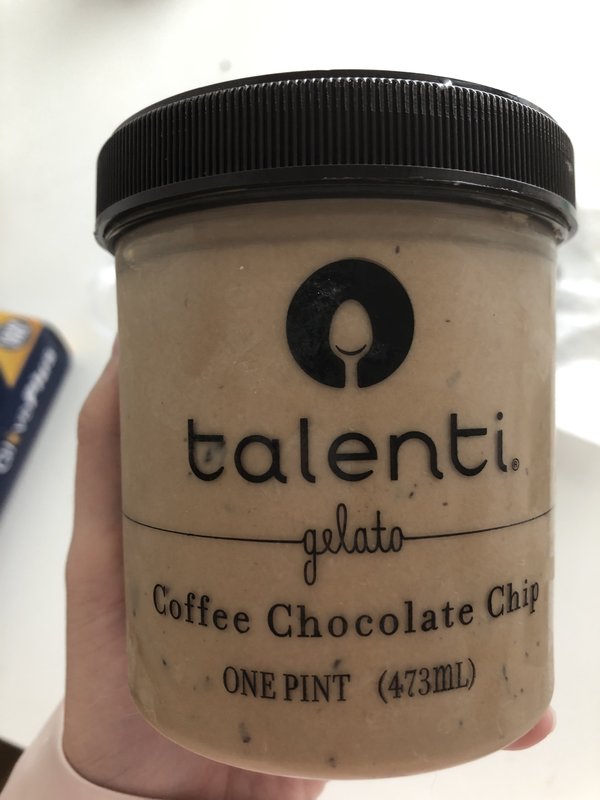 talenti®
gelato
Coffee Chocolate Chip
ONE PINT (473mL)